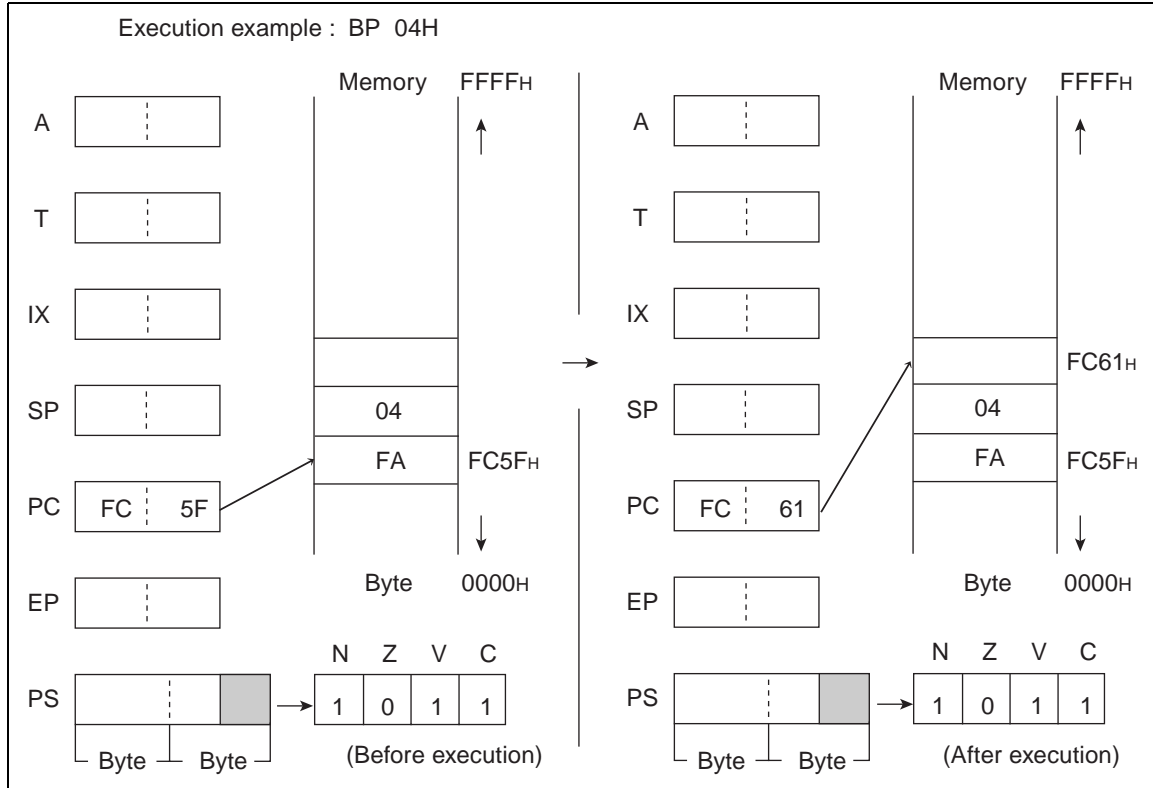 Execution example : BP 04H
Memory FFFFH
A
T
IX
SP 04
FA FC5FH
PC FC 5F
Byte 0000H
EP
N Z V C
PS 1 0 1 1
Byte Byte (Before execution)
Memory FFFFH
A
T
IX
FC61H
SP 04
FA FC5FH
PC FC 61
Byte 0000H
EP
N Z V C
PS 1 0 1 1
Byte Byte (After execution)